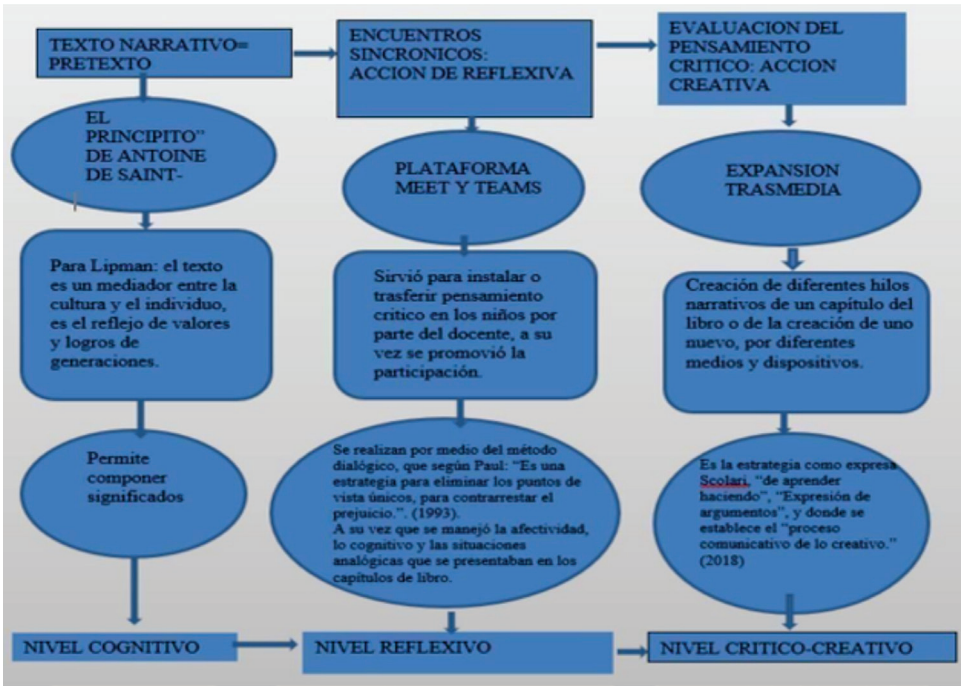 TEXTO NARRATIVO=
PRETEXTO
EL
PRINCIPITO”
DE ANTOINE
DE SAINT-
Para Lipman: el texto
es un mediador entre la
cultura y el individuo,
es el reflejo de valores
y logros de
generaciones.
Permite
componer
significados
NIVEL COGNITIVO
ENCUENTROS
SINCRONICOS:
ACCION DE REFLEXIVA
PLATAFORMA
MEET Y TEAMS
Sirvió para instalar o
trasferir pensamiento
critico en los niños por
parte del docente, a su
vez se promovió la
participación.
Se realizan por medio del método
dialógico, que según Paul: “Es una
estrategia para eliminar los puntos de
vista únicos, para contrarrestar el
prejuicio.”. (1993).
A su vez que se manejó la afectividad,
lo cognitivo y las situaciones
analógicas que se presentaban en los
capítulos de libro.
NIVEL REFLEXIVO
EVALUACION DEL
PENSAMIENTO
CRITICO: ACCION
CREATIVA
EXPANSION
TRASMEDIA
Creación de diferentes hilos
narrativos de un capítulo del
libro o de la creación de uno
nuevo, por diferentes
medios y dispositivos.
Es la estrategia como expresa
Scolari, “de aprender
haciendo”, “Expresión de
argumentos”, y donde se
establece el “proceso
comunicativo de lo creativo.”
(2018)
NIVEL CRITICO-CREATIVO